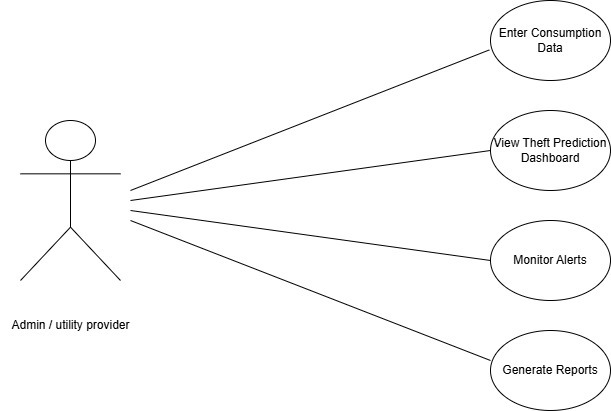 Enter Consumption
Data
View Theft Prediction
Dashboard
Monitor Alerts
Admin / utility provider
Generate Reports